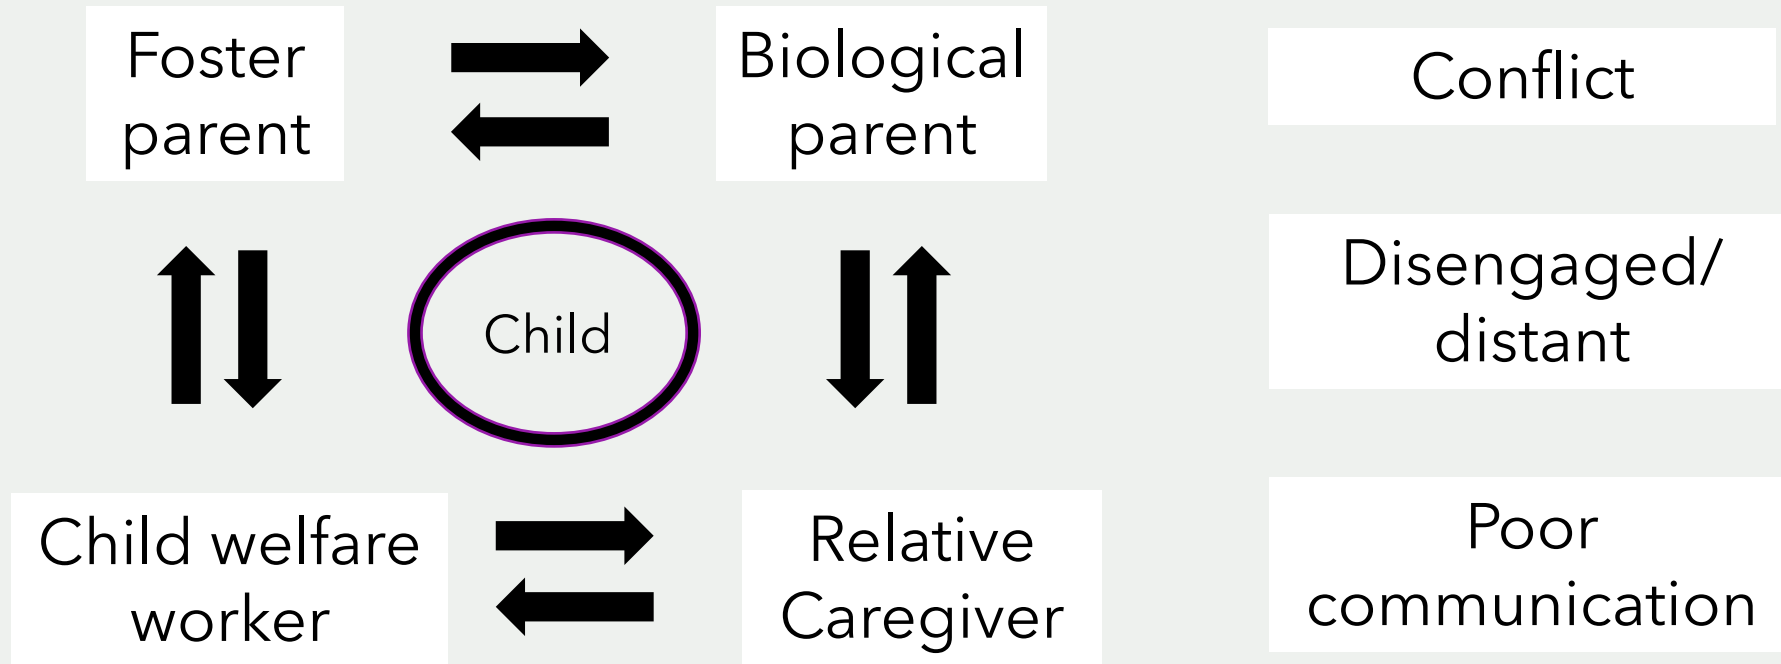 Foster
parent
Biological
parent
Conflict
Child
Disengaged/
distant
Child welfare
worker
Relative
Caregiver
Poor
communication